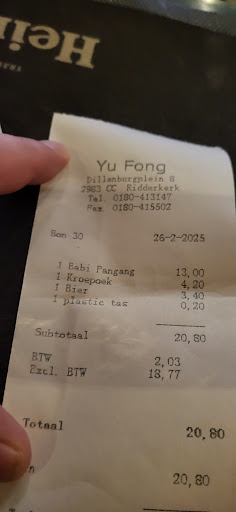 Hei
Yu Fong
Dillenburgplein 8
2983 CC Ridderkerk
Tel. 0180-413147
Fax. 0180-415502
Bon 30 26-2-2025
1 Babi Pangang 13,00
1 Kroepoek 4,20
1 Bier 3,40
1 plastic tas 0,20
Subtotaal 20,80
BTW 2,03
Excl. BTW 18,77
Totaal 20,80
20,80